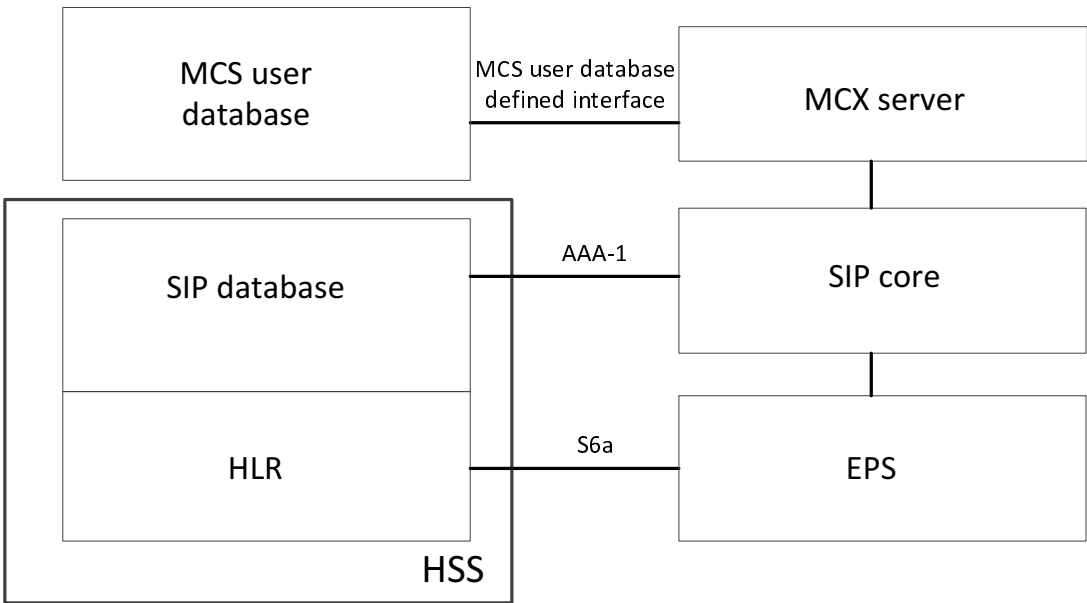 MCS user
database
MCS user database
defined interface
MCX server
SIP database
AAA-1
SIP core
HLR
S6a
EPS
HSS